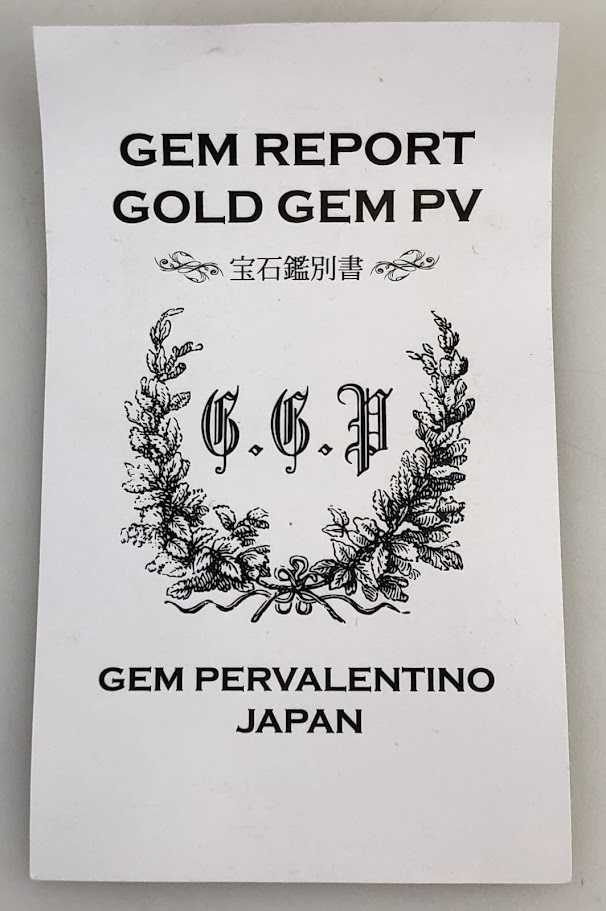 GEM REPORT
GOLD GEM PV
宝石鑑別書
G.G.P
GEM PERVALENTINO
JAPAN